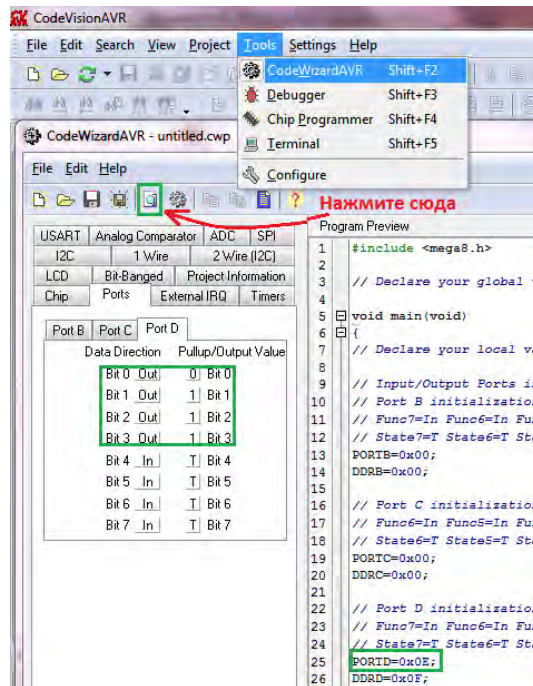 CodeVisionAVR
File Edit Search View Project Tools Settings Help
CodeWizardAVR Shift+F2
Debugger Shift+F3
Chip Programmer Shift+F4
Terminal Shift+F5
Configure
CodeWizardAVR - untitled.cwp
File Edit Help
Нажмите сюда
USART Analog Comparator ADC SPI
I2C 1 Wire 2 Wire (I2C)
LCD Bit-Banged Project Information
Chip Ports External IRQ Timers
Port B Port C Port D
Data Direction Pullup/Output Value
Bit 0 Out 0 Bit 0
Bit 1 Out 1 Bit 1
Bit 2 Out 1 Bit 2
Bit 3 Out 1 Bit 3
Bit 4 In T Bit 4
Bit 5 In T Bit 5
Bit 6 In T Bit 6
Bit 7 In T Bit 7
Program Preview
1 #include <mega8.h>
2
3 // Declare your global
4
5 void main(void)
6 {
7 // Declare your local
8
9 // Input/Output Ports
10 // Port B
11 // Func7=In Func6=In
12 // State7=T State6=T
13 PORTB=0x00;
14 DDRB=0x00;
15
16 // Port C
17 // Func6=In Func5=In
18 // State6=T State5=T
19 PORTC=0x00;
20 DDRC=0x00;
21
22 // Port D
23 // Func7=In Func6=In
24 // State7=T State6=T
25 PORTD=0x0E;
26 DDRD=0x0F;